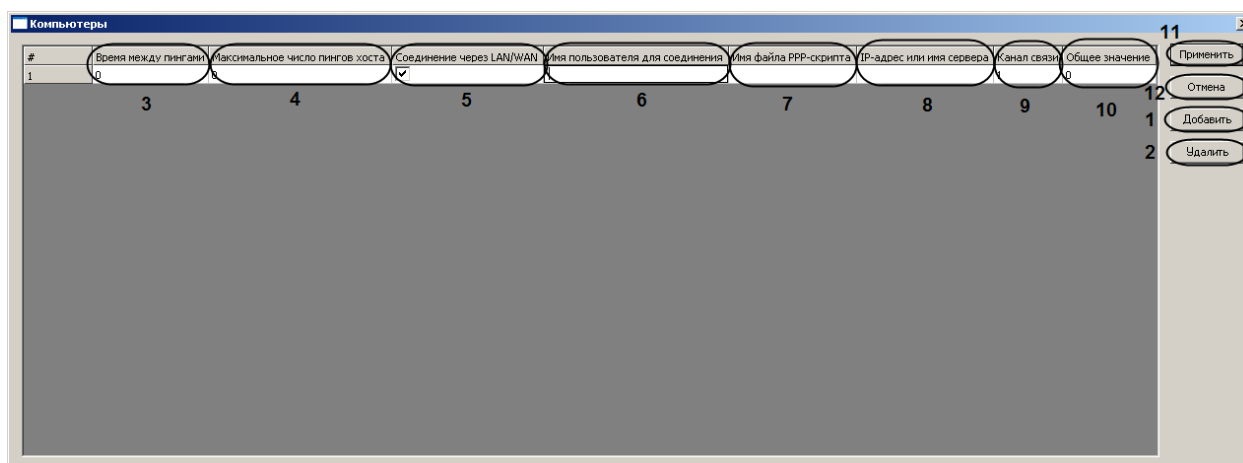 Компьютеры
11
# Время между пингами Максимальное число пингов хоста Соединение через LAN/WAN Имя пользователя для соединения Имя файла PPP-скрипта IP-адрес или имя сервера Канал связи Общее значение Применить
1 0 0 1 0
3 4 5 6 7 8 9 10
12 Отмена
1 Добавить
2 Удалить